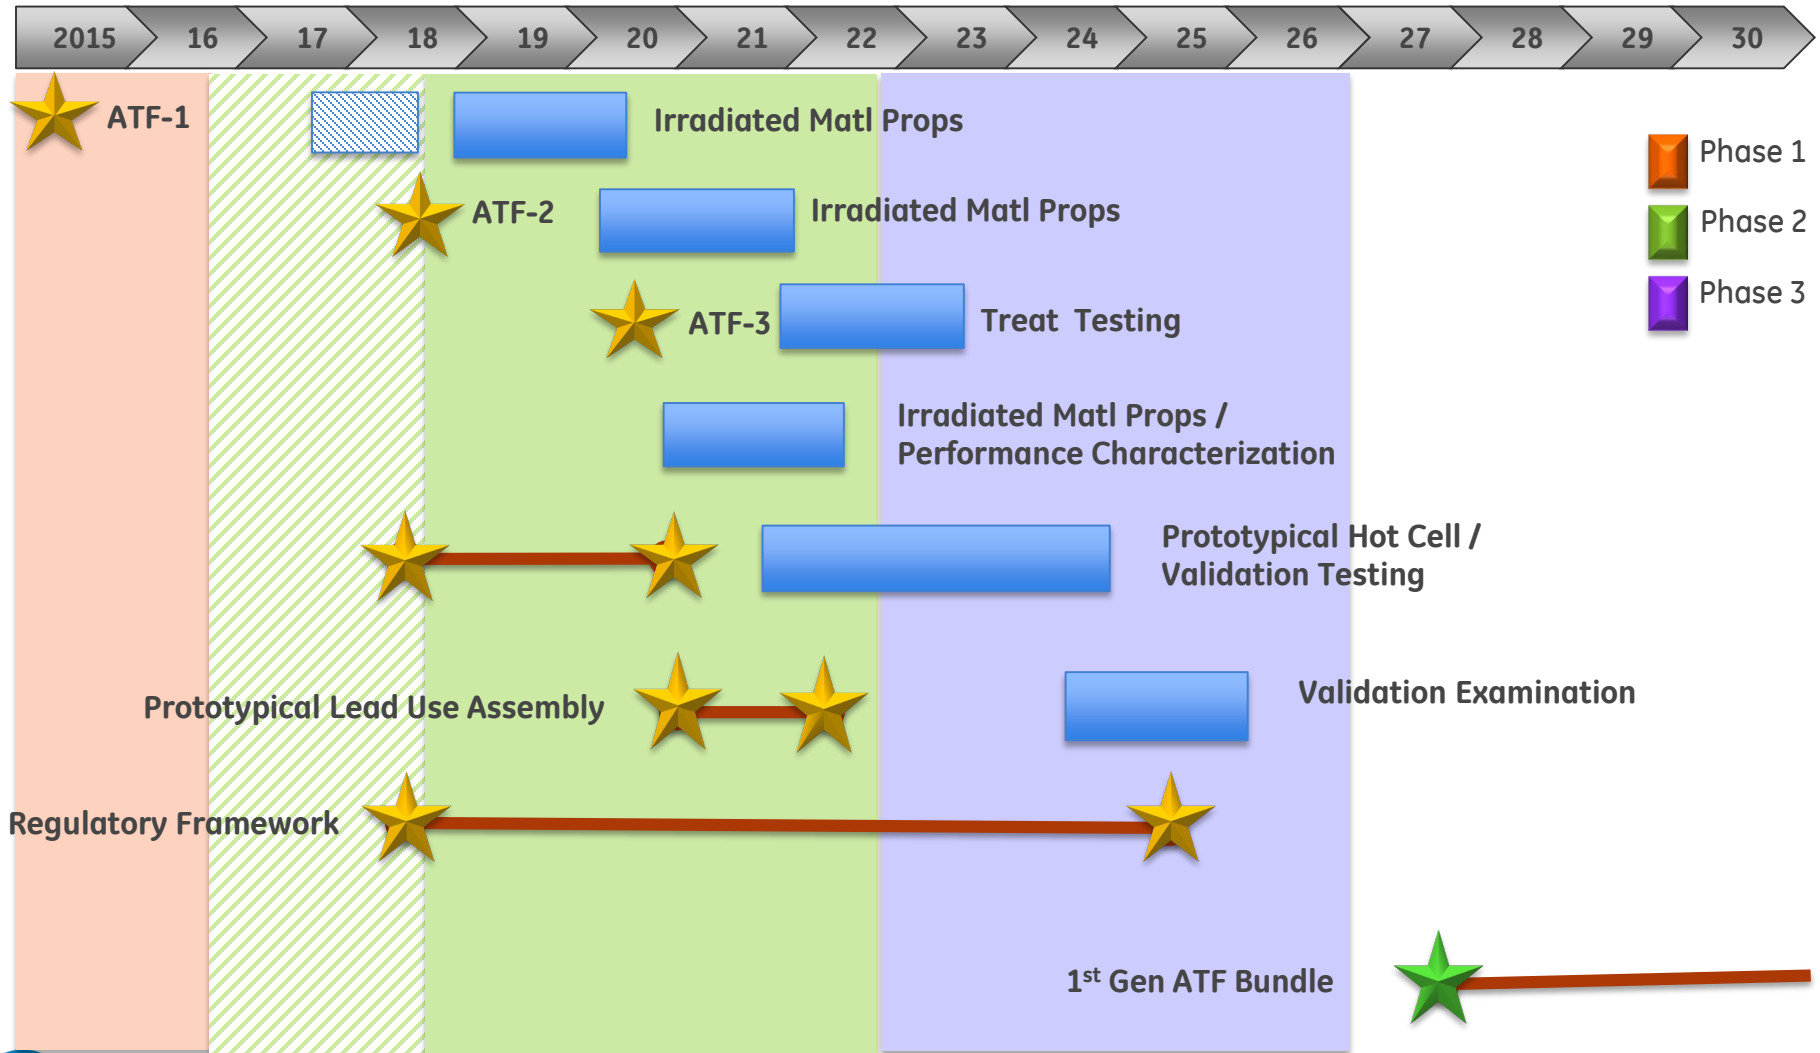 2015 16 17 18 19 20 21 22 23 24 25 26 27 28 29 30
ATF-1
Irradiated Matl Props
Phase 1
ATF-2
Irradiated Matl Props
Phase 2
ATF-3
Treat Testing
Phase 3
Irradiated Matl Props /
Performance Characterization
Prototypical Hot Cell /
Validation Testing
Prototypical Lead Use Assembly
Validation Examination
Regulatory Framework
1st Gen ATF Bundle